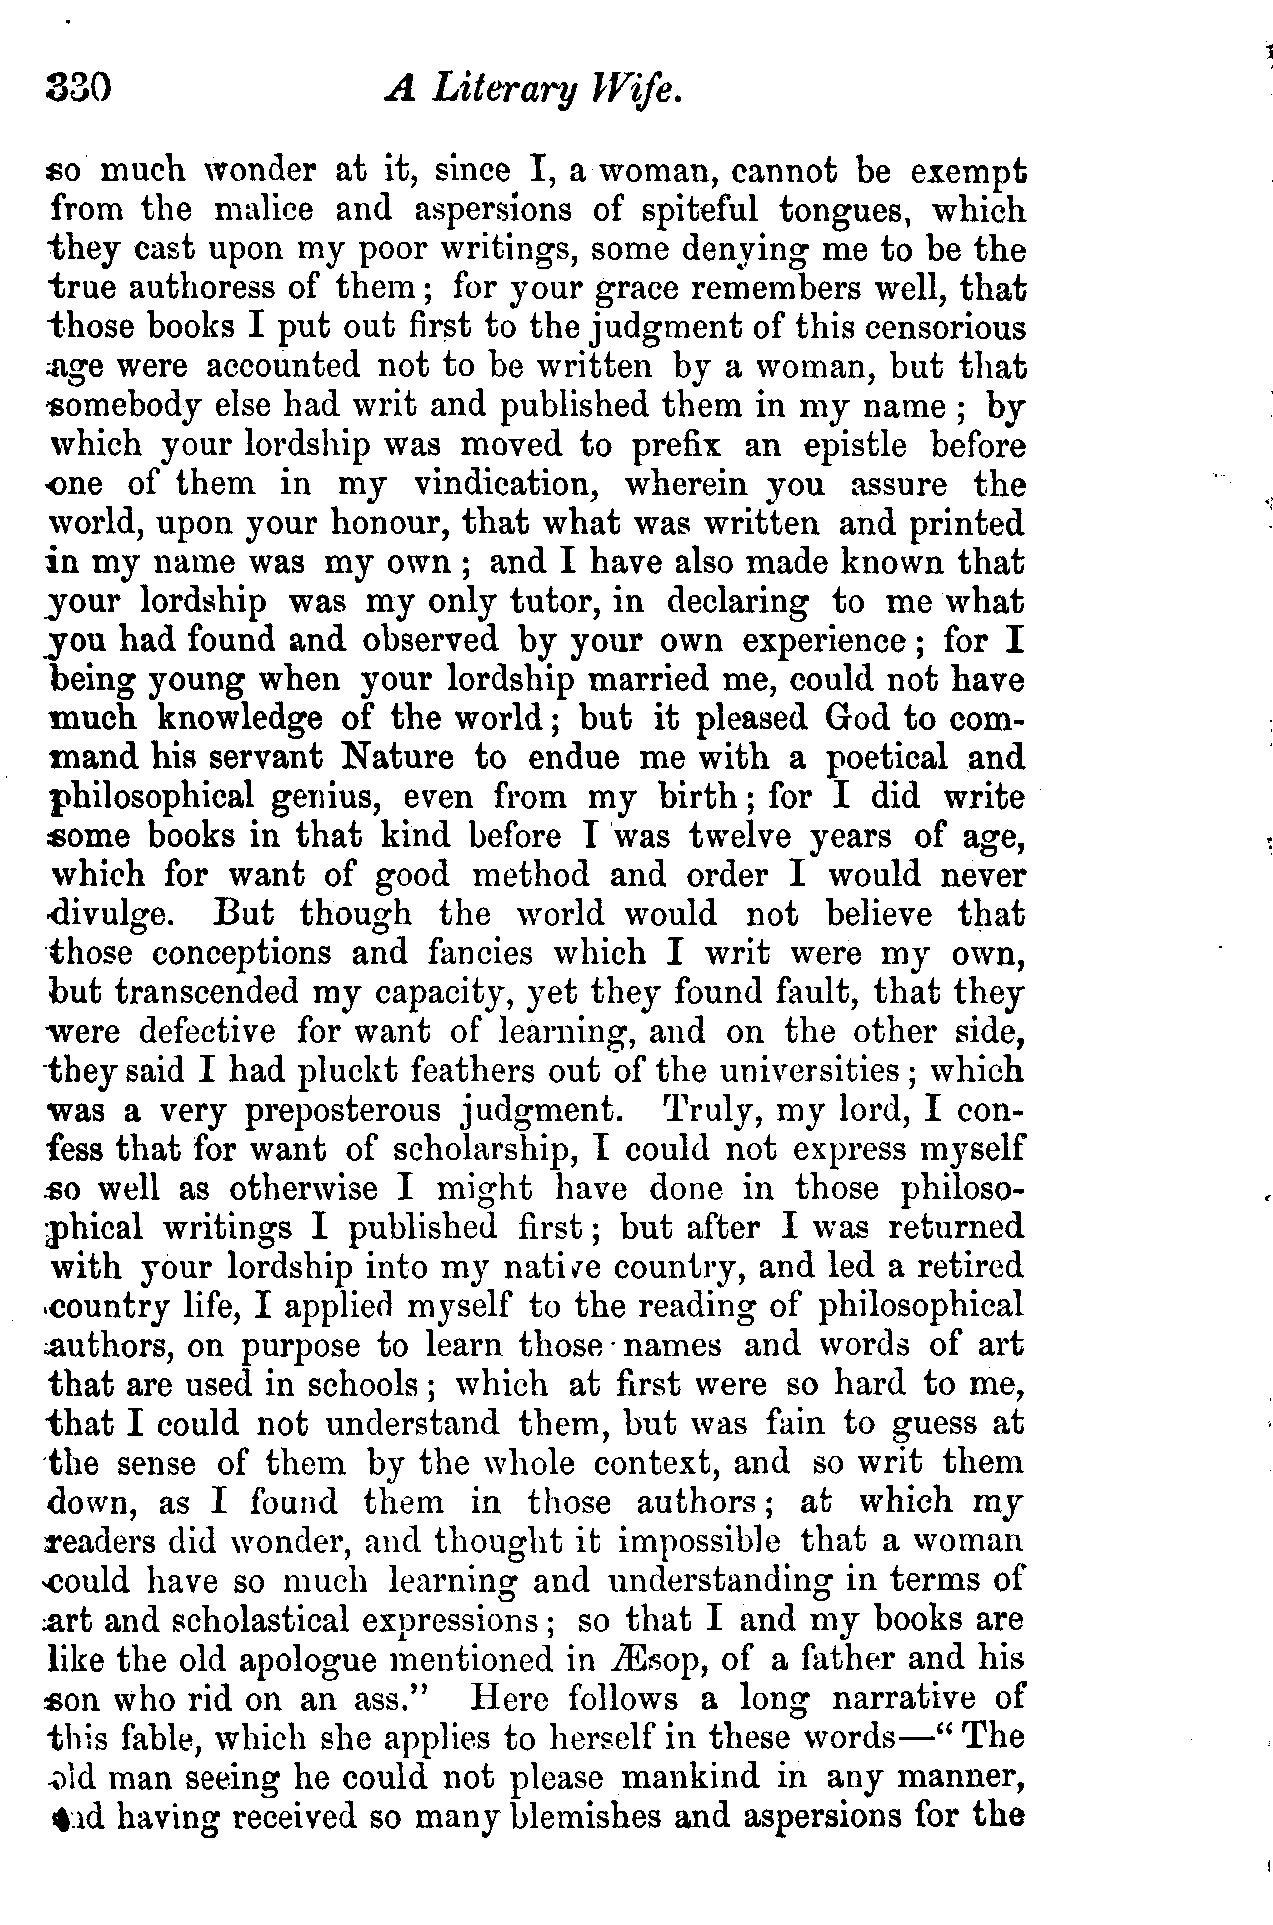 330 A Literary Wife.
so much wonder at it, since I, a woman, cannot be exempt
from the malice and aspersions of spiteful tongues, which
they cast upon my poor writings, some denying me to be the
true authoress of them; for your grace remembers well, that
those books I put out first to the judgment of this censorious
age were accounted not to be written by a woman, but that
somebody else had writ and published them in my name; by
which your lordship was moved to prefix an epistle before
one of them in my vindication, wherein you assure the
world, upon your honour, that what was written and printed
in my name was my own; and I have also made known that
your lordship was my only tutor, in declaring to me what
you had found and observed by your own experience; for I
being young when your lordship married me, could not have
much knowledge of the world; but it pleased God to com-
mand his servant Nature to endue me with a poetical and
philosophical genius, even from my birth; for I did write
some books in that kind before I was twelve years of age,
which for want of good method and order I would never
divulge. But though the world would not believe that
those conceptions and fancies which I writ were my own,
but transcended my capacity, yet they found fault, that they
were defective for want of learning, and on the other side,
they said I had pluckt feathers out of the universities; which
was a very preposterous judgment. Truly, my lord, I con-
fess that for want of scholarship, I could not express myself
so well as otherwise I might have done in those philoso-
phical writings I published first; but after I was returned
with your lordship into my native country, and led a retired
country life, I applied myself to the reading of philosophical
authors, on purpose to learn those names and words of art
that are used in schools; which at first were so hard to me,
that I could not understand them, but was fain to guess at
the sense of them by the whole context, and so writ them
down, as I found them in those authors; at which my
readers did wonder, and thought it impossible that a woman
could have so much learning and understanding in terms of
art and scholastical expressions; so that I and my books are
like the old apologue mentioned in Æsop, of a father and his
son who rid on an ass." Here follows a long narrative of
this fable, which she applies to herself in these words—"The
old man seeing he could not please mankind in any manner,
and having received so many blemishes and aspersions for the